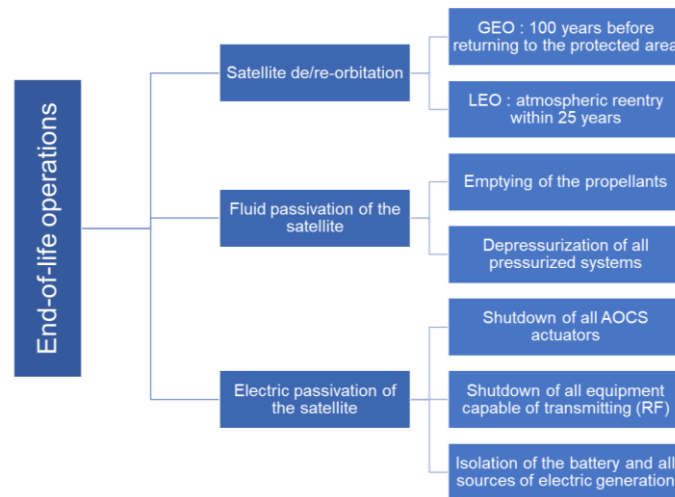 End-of-life operations
Satellite de/re-orbitation
GEO : 100 years before
returning to the protected area
LEO : atmospheric reentry
within 25 years
Fluid passivation of the
satellite
Emptying of the propellants
Depressurization of all
pressurized systems
Electric passivation of
the satellite
Shutdown of all AOCS
actuators
Shutdown of all equipment
capable of transmitting (RF)
Isolation of the battery and all
sources of electric generation